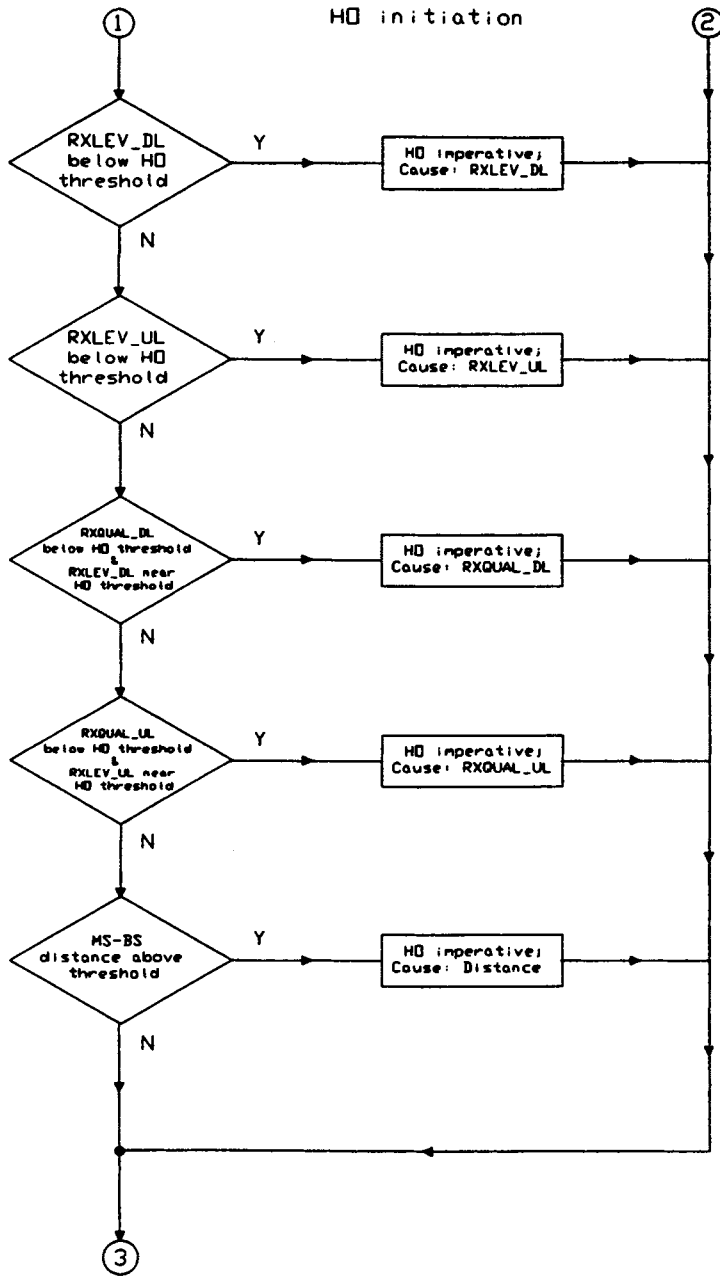 HO initiation
1
2
RXLEV_DL
below HO
threshold
Y
HO imperative;
Cause: RXLEV_DL
N
RXLEV_UL
below HO
threshold
Y
HO imperative;
Cause: RXLEV_UL
N
RXQUAL_DL
below HO threshold
&
RXLEV_DL near
HO threshold
Y
HO imperative;
Cause: RXQUAL_DL
N
RXQUAL_UL
below HO threshold
&
RXLEV_UL near
HO threshold
Y
HO imperative;
Cause: RXQUAL_UL
N
MS-BS
distance above
threshold
Y
HO imperative;
Cause: Distance
N
3